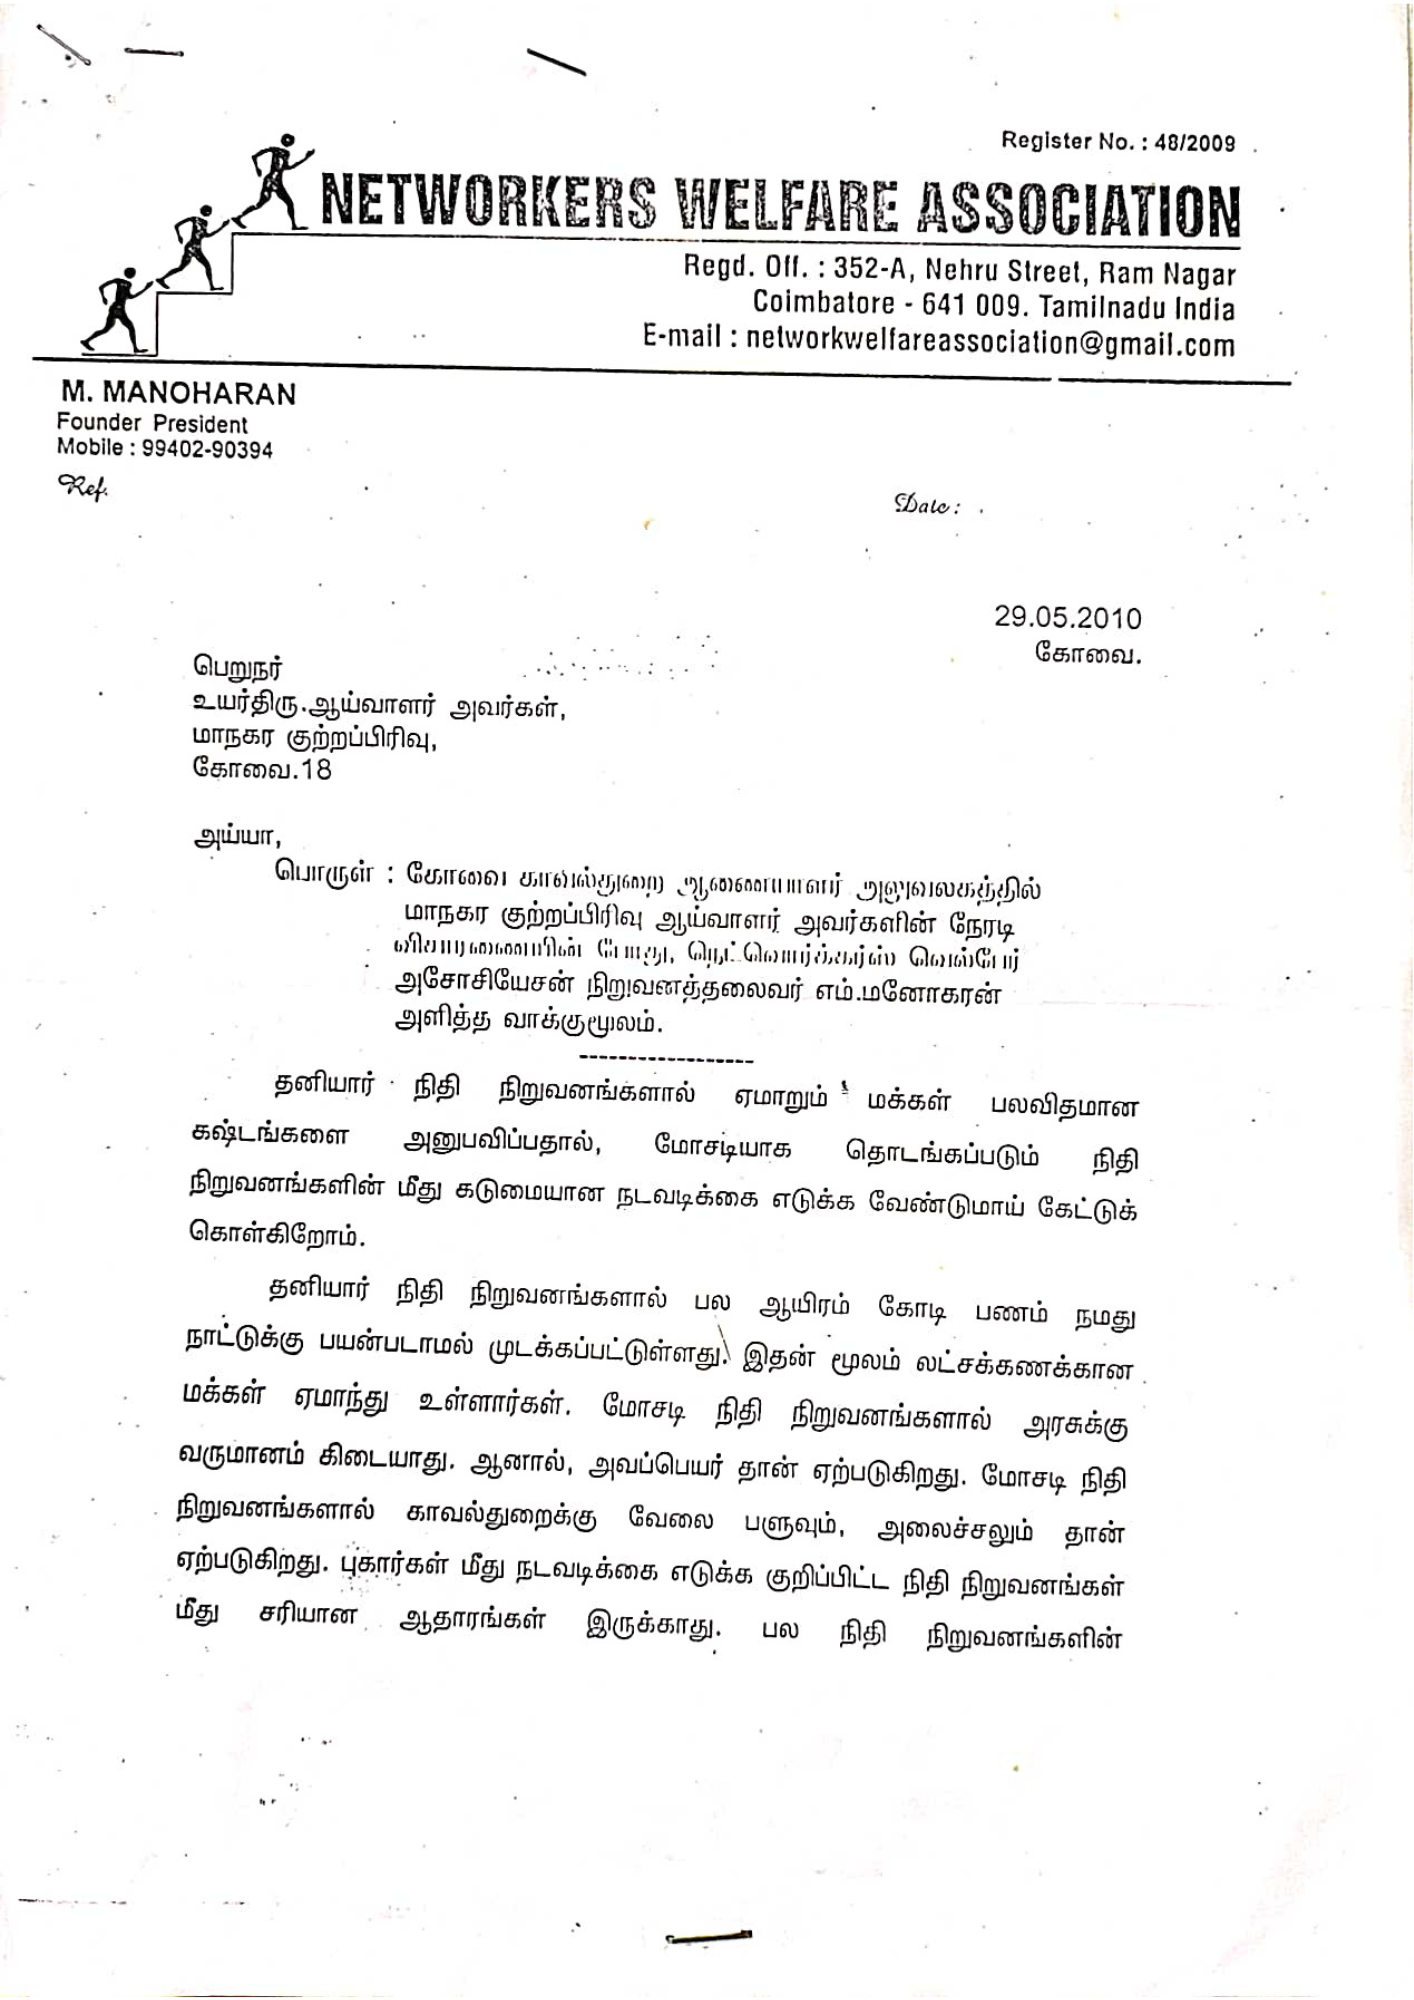 Register No. : 48/2009
NETWORKERS WELFARE ASSOCIATION
Regd. Off. : 352-A, Nehru Street, Ram Nagar
Coimbatore - 641 009. Tamilnadu India
E-mail : networkwelfareassociation@gmail.com
M. MANOHARAN
Founder President
Mobile : 99402-90394
Ref.
Date :
29.05.2010
கோவை.
பெறுநர்
உயர்திரு.ஆய்வாளர் அவர்கள்,
மாநகர குற்றப்பிரிவு,
கோவை.18
அய்யா,
பொருள் : கோவை காவல்துறை ஆணையாளர் அலுவலகத்தில்
மாநகர குற்றப்பிரிவு ஆய்வாளர் அவர்களின் நேரடி
விசாரணையின் போது, நெட்வொர்க்கர்ஸ் வெல்பேர்
அசோசியேசன் நிறுவனத்தலைவர் எம்.மனோகரன்
அளித்த வாக்குமூலம்.
------------------
தனியார் நிதி நிறுவனங்களால் ஏமாறும் மக்கள் பலவிதமான
கஷ்டங்களை அனுபவிப்பதால், மோசடியாக தொடங்கப்படும் நிதி
நிறுவனங்களின் மீது கடுமையான நடவடிக்கை எடுக்க வேண்டுமாய் கேட்டுக்
கொள்கிறோம்.
தனியார் நிதி நிறுவனங்களால் பல ஆயிரம் கோடி பணம் நமது
நாட்டுக்கு பயன்படாமல் முடக்கப்பட்டுள்ளது. இதன் மூலம் லட்சக்கணக்கான
மக்கள் ஏமாந்து உள்ளார்கள். மோசடி நிதி நிறுவனங்களால் அரசுக்கு
வருமானம் கிடையாது. ஆனால், அவப்பெயர் தான் ஏற்படுகிறது. மோசடி நிதி
நிறுவனங்களால் காவல்துறைக்கு வேலை பளுவும், அலைச்சலும் தான்
ஏற்படுகிறது. புகார்கள் மீது நடவடிக்கை எடுக்க குறிப்பிட்ட நிதி நிறுவனங்கள்
மீது சரியான ஆதாரங்கள் இருக்காது. பல நிதி நிறுவனங்களின்